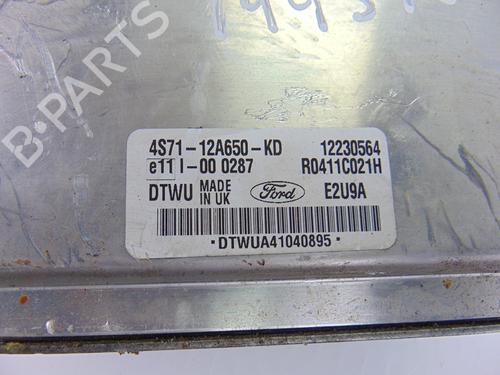 4S71-12A650-KD 12230564
e11 I-00 0287 R0411C021H
DTWU MADE IN UK Ford E2U9A
*DTWUA41040895*
B-PARTS